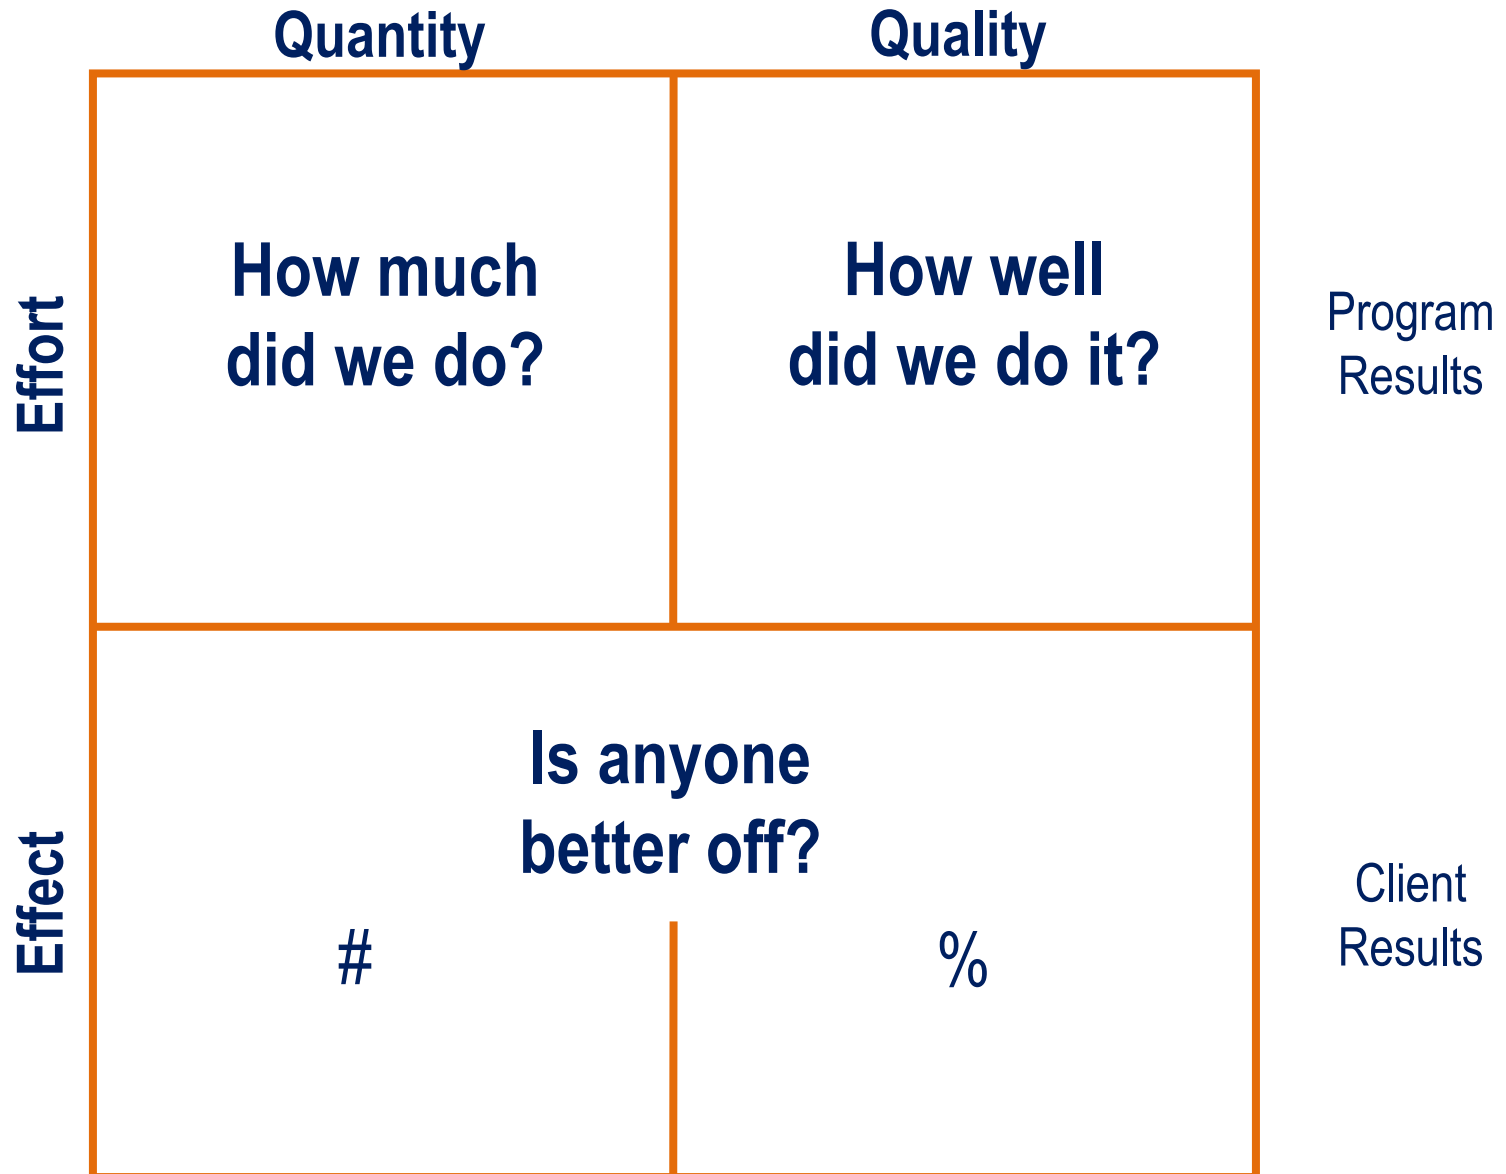 Quantity
Quality
Effort
How much
did we do?
How well
did we do it?
Program
Results
Effect
Is anyone
better off?
#
%
Client
Results